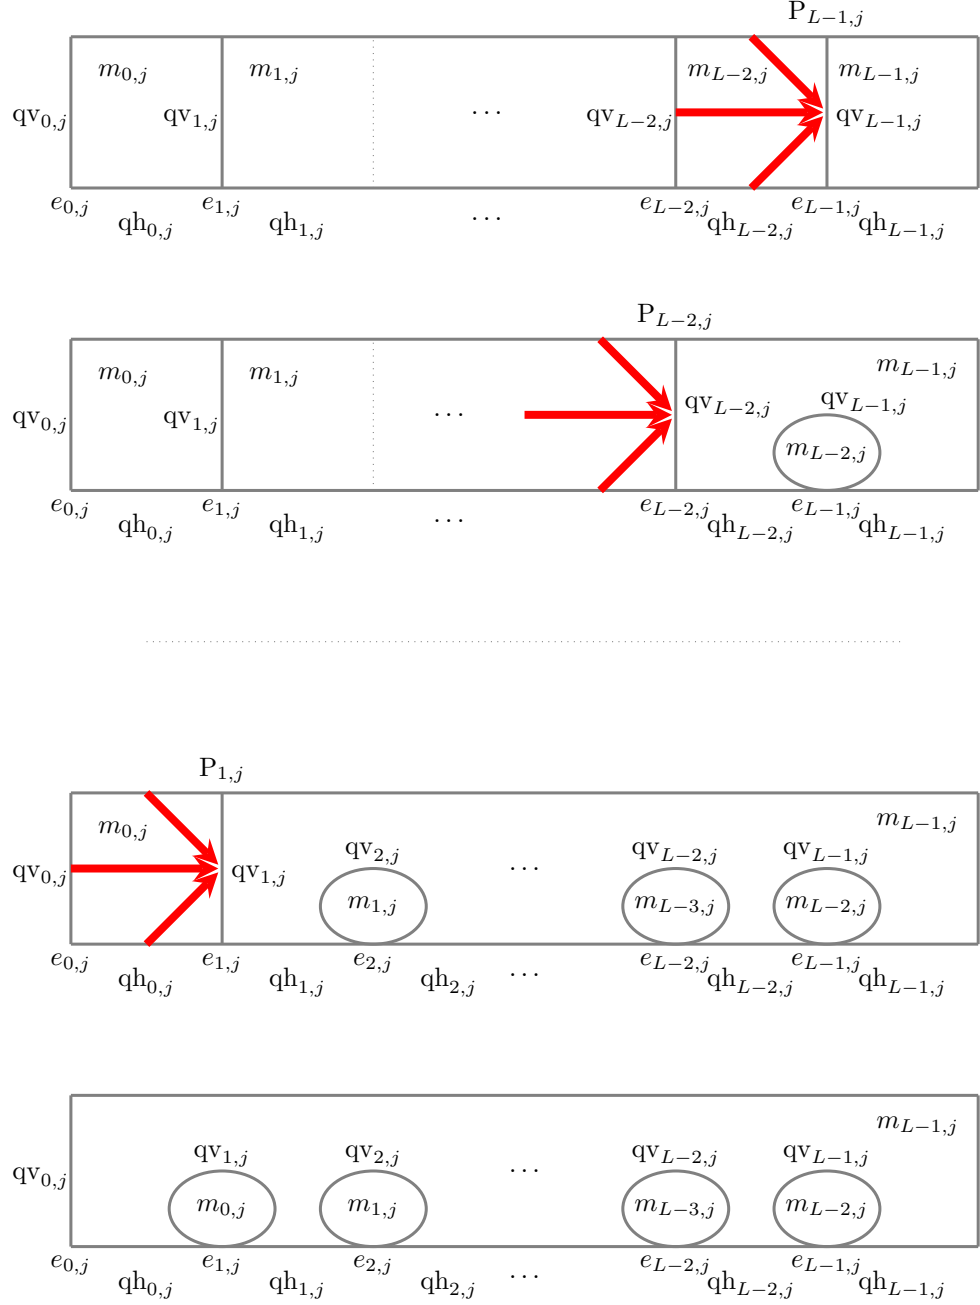 P_{L−1,j}
m_{0,j} m_{1,j} m_{L−2,j} m_{L−1,j}
qv_{0,j} qv_{1,j} ··· qv_{L−2,j} qv_{L−1,j}
e_{0,j} e_{1,j} e_{L−2,j} e_{L−1,j}
qh_{0,j} qh_{1,j} ··· qh_{L−2,j} qh_{L−1,j}
P_{L−2,j}
m_{0,j} m_{1,j} m_{L−1,j}
qv_{0,j} qv_{1,j} ··· qv_{L−2,j} qv_{L−1,j}
m_{L−2,j}
e_{0,j} e_{1,j} e_{L−2,j} e_{L−1,j}
qh_{0,j} qh_{1,j} ··· qh_{L−2,j} qh_{L−1,j}
P_{1,j}
m_{0,j} m_{L−1,j}
qv_{2,j} qv_{L−2,j} qv_{L−1,j}
qv_{0,j} qv_{1,j} ···
m_{1,j} m_{L−3,j} m_{L−2,j}
e_{0,j} e_{1,j} e_{2,j} e_{L−2,j} e_{L−1,j}
qh_{0,j} qh_{1,j} qh_{2,j} ··· qh_{L−2,j} qh_{L−1,j}
m_{L−1,j}
qv_{1,j} qv_{2,j} ··· qv_{L−2,j} qv_{L−1,j}
qv_{0,j}
m_{0,j} m_{1,j} m_{L−3,j} m_{L−2,j}
e_{0,j} e_{1,j} e_{2,j} e_{L−2,j} e_{L−1,j}
qh_{0,j} qh_{1,j} qh_{2,j} ··· qh_{L−2,j} qh_{L−1,j}